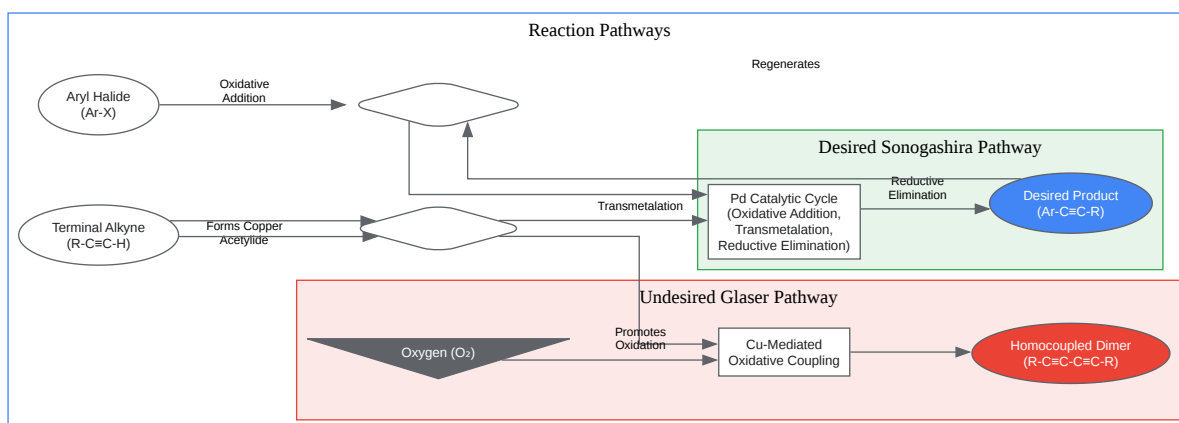 Reaction Pathways
Regenerates
Aryl Halide
(Ar-X)
Oxidative
Addition
Desired Sonogashira Pathway
Terminal Alkyne
(R-C≡C-H)
Forms Copper
Acetylide
Transmetalation
Pd Catalytic Cycle
(Oxidative Addition,
Transmetalation,
Reductive Elimination)
Reductive
Elimination
Desired Product
(Ar-C≡C-R)
Undesired Glaser Pathway
Oxygen (O₂)
Promotes
Oxidation
Cu-Mediated
Oxidative Coupling
Homocoupled Dimer
(R-C≡C-C≡C-R)